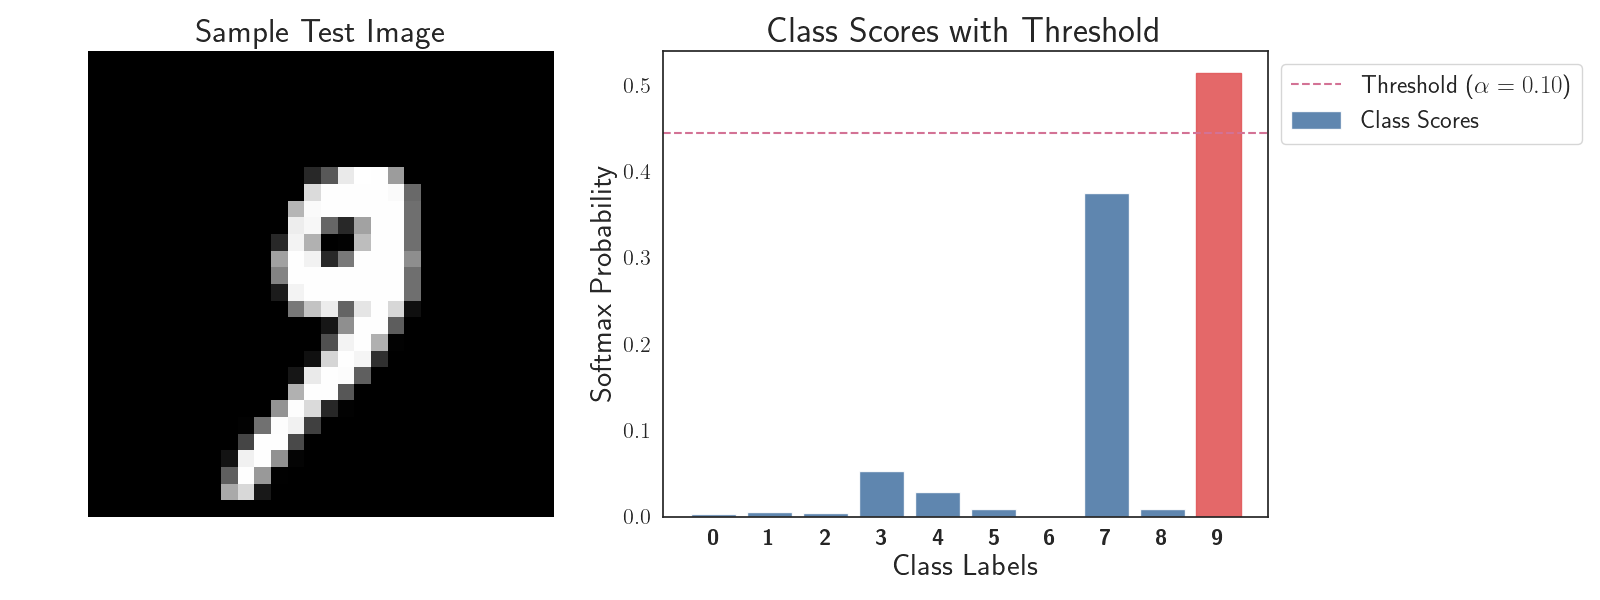 Sample Test Image
9
Class Scores with Threshold
Softmax Probability
0.5
0.4
0.3
0.2
0.1
0.0
0 1 2 3 4 5 6 7 8 9
Class Labels
Threshold (α = 0.10)
Class Scores